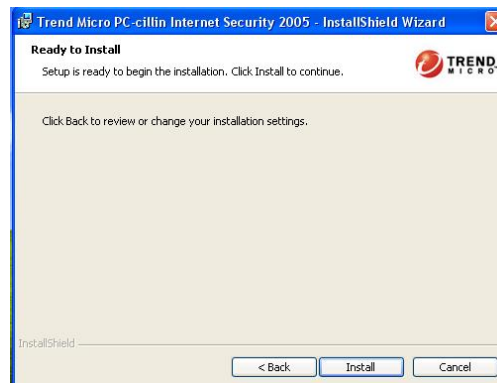 Trend Micro PC-cillin Internet Security 2005 - InstallShield Wizard
Ready to Install
Setup is ready to begin the installation. Click Install to continue.
TREND
MICRO
Click Back to review or change your installation settings.
InstallShield
< Back
Install
Cancel